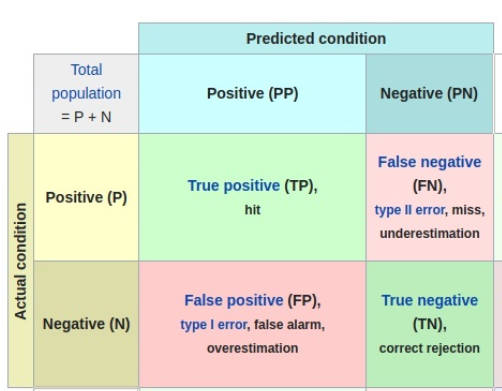 Predicted condition
Total
population
= P + N
Positive (PP)
Negative (PN)
Actual condition
Positive (P)
True positive (TP),
hit
False negative
(FN),
type II error, miss,
underestimation
Negative (N)
False positive (FP),
type I error, false alarm,
overestimation
True negative
(TN),
correct rejection